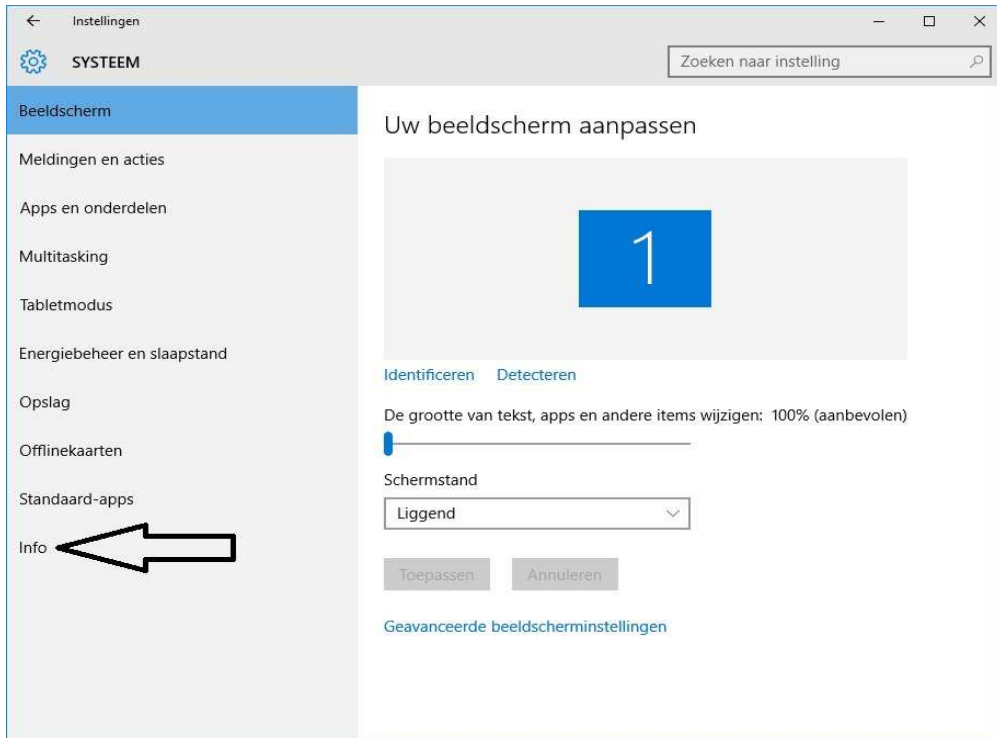 Instellingen
SYSTEEM
Zoeken naar instelling
Beeldscherm
Meldingen en acties
Apps en onderdelen
Multitasking
Tabletmodus
Energiebeheer en slaapstand
Opslag
Offlinekaarten
Standaard-apps
Info
Uw beeldscherm aanpassen
1
Identificeren Detecteren
De grootte van tekst, apps en andere items wijzigen: 100% (aanbevolen)
Schermstand
Liggend
Toepassen Annuleren
Geavanceerde beeldscherminstellingen